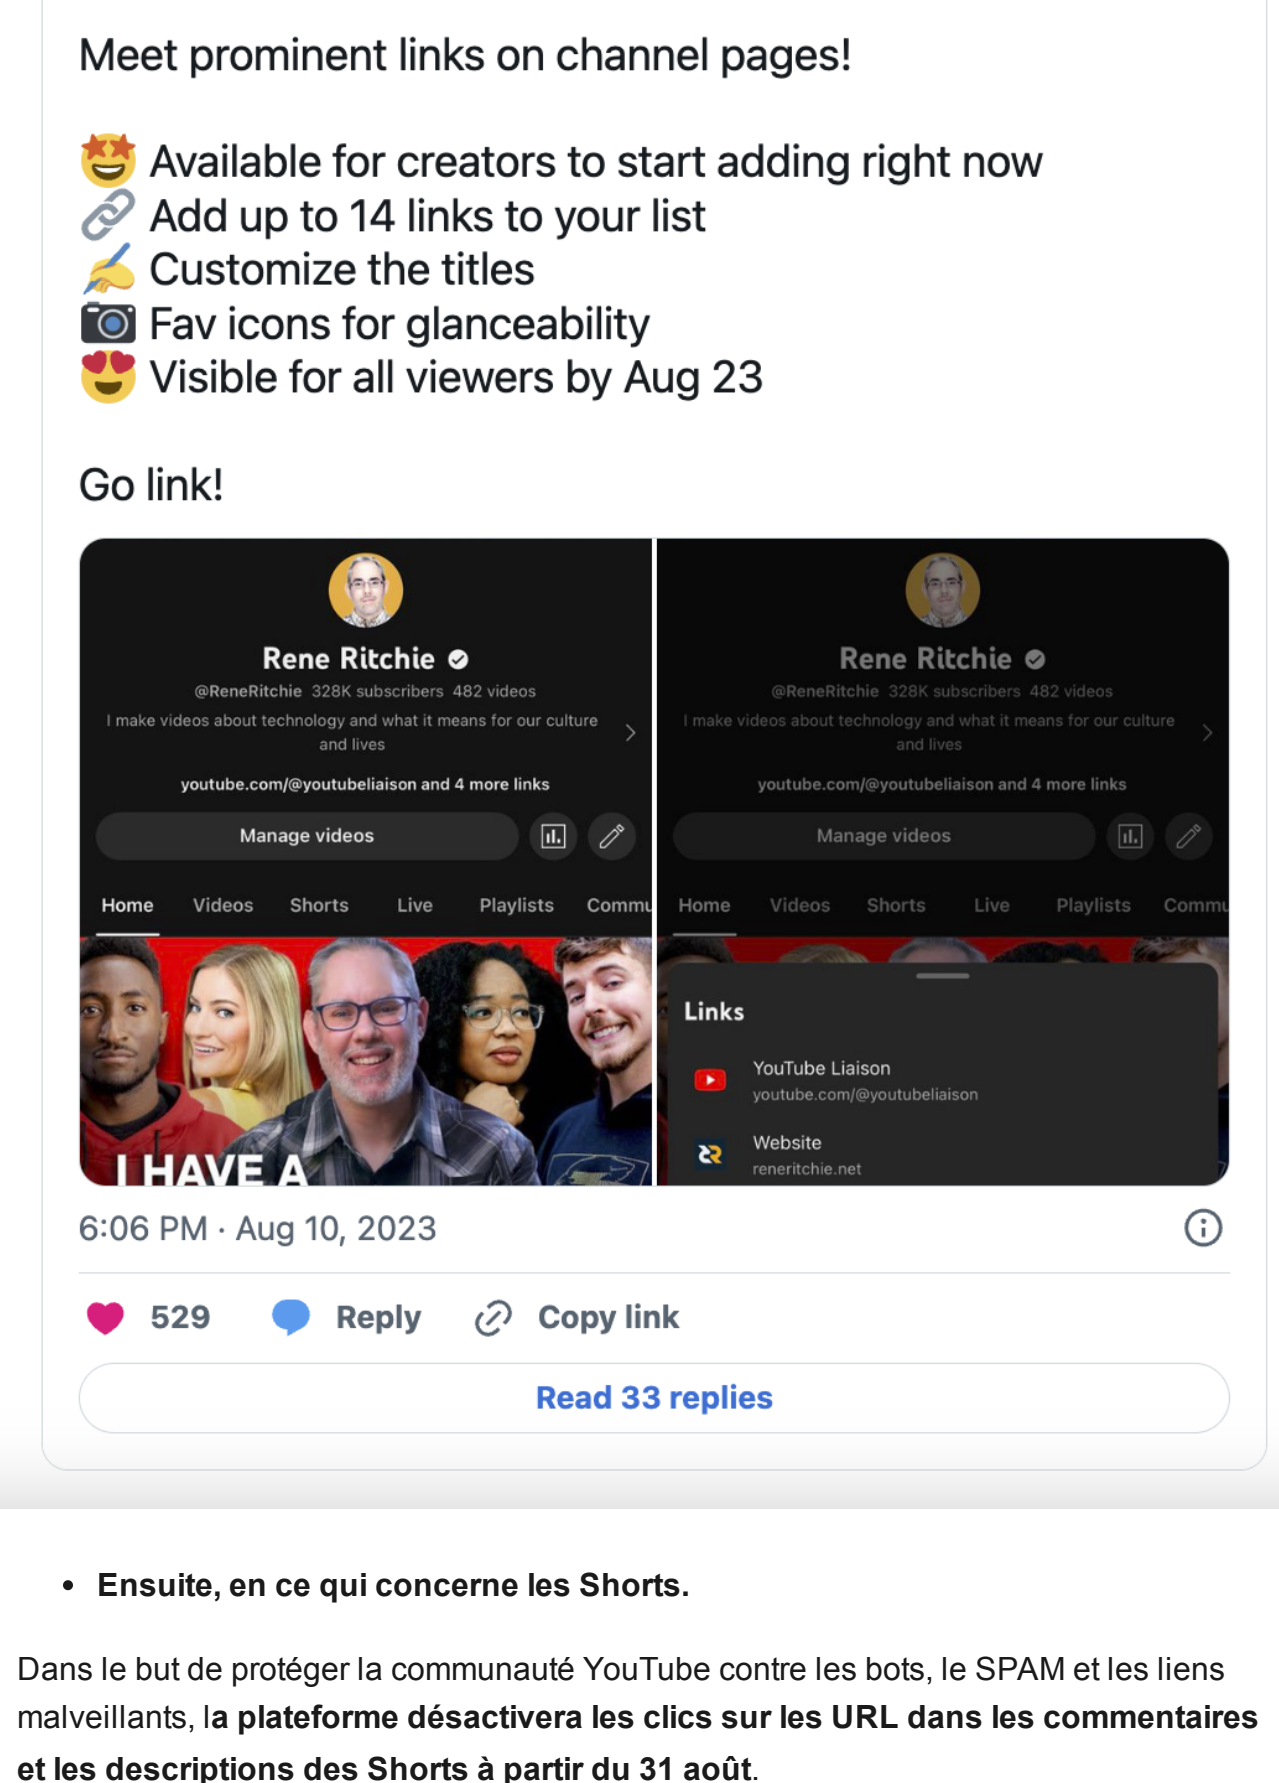 Meet prominent links on channel pages!
🤩 Available for creators to start adding right now
🔗 Add up to 14 links to your list
✍️ Customize the titles
📷 Fav icons for glanceability
😍 Visible for all viewers by Aug 23
Go link!
Rene Ritchie
@ReneRitchie 328K subscribers 482 videos
I make videos about technology and what it means for our culture
and lives
youtube.com/@youtubeliaison and 4 more links
Manage videos
Home Videos Shorts Live Playlists Commu
I HAVE A
Rene Ritchie
@ReneRitchie 328K subscribers 482 videos
I make videos about technology and what it means for our culture
and lives
youtube.com/@youtubeliaison and 4 more links
Manage videos
Home Videos Shorts Live Playlists Commu
Links
YouTube Liaison
youtube.com/@youtubeliaison
Website
reneritchie.net
6:06 PM · Aug 10, 2023
529 Reply Copy link
Read 33 replies
• Ensuite, en ce qui concerne les Shorts.
Dans le but de protéger la communauté YouTube contre les bots, le SPAM et les liens
malveillants, la plateforme désactivera les clics sur les URL dans les commentaires
et les descriptions des Shorts à partir du 31 août.